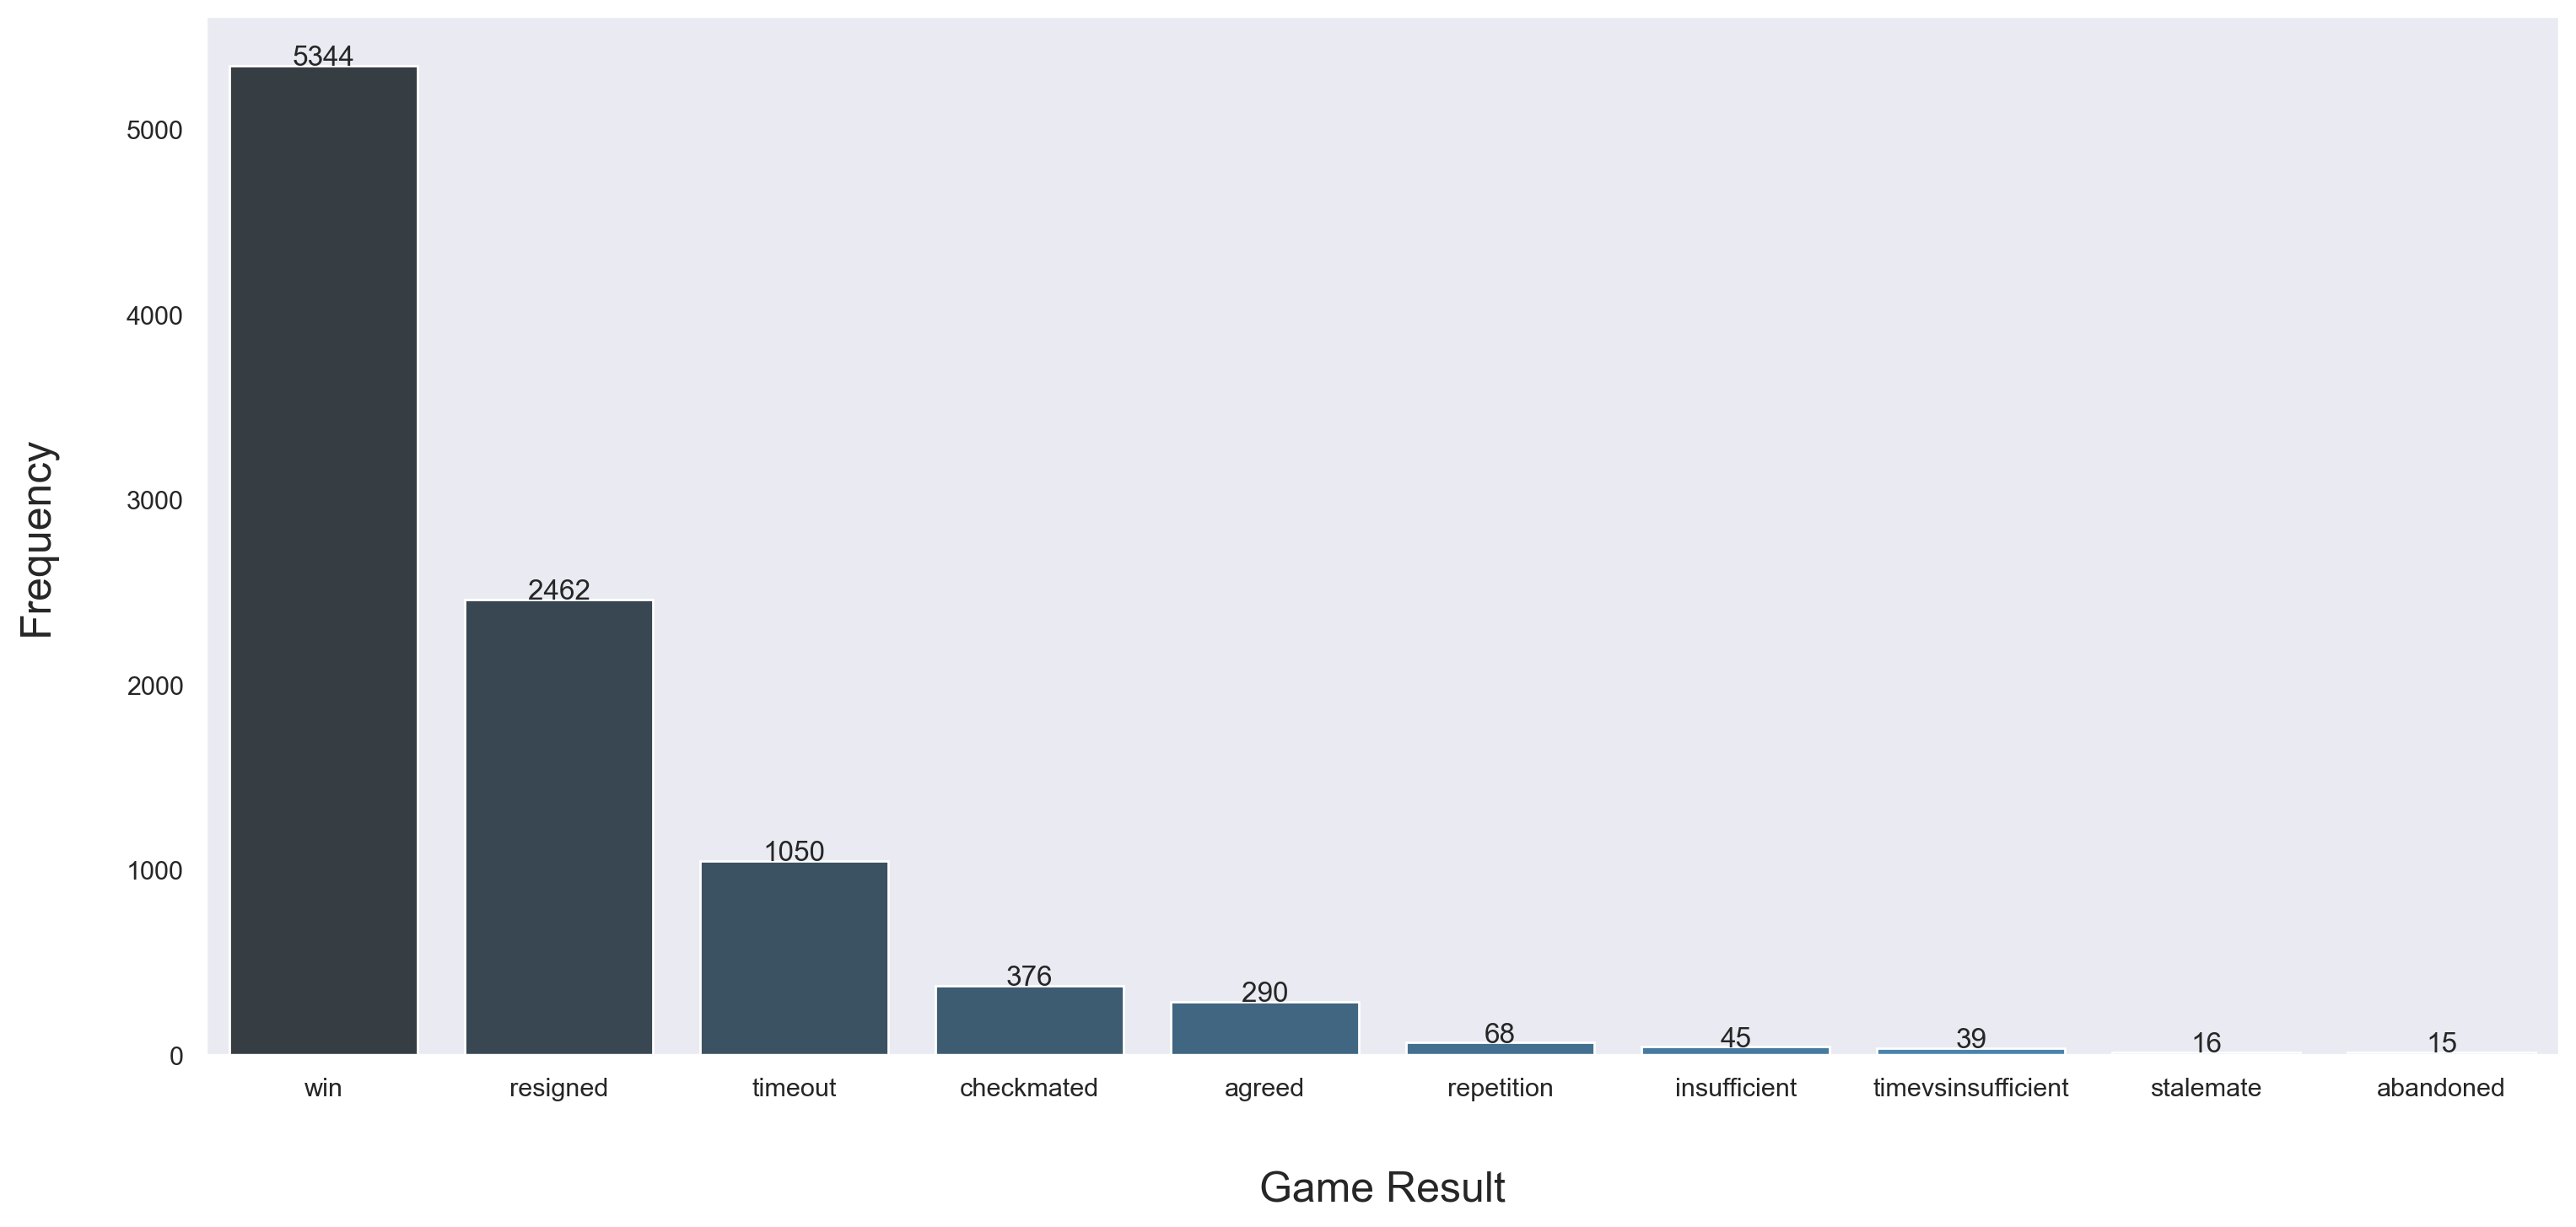 5344
5000
4000
3000
2462
2000
1050
1000
376
290
68
45
39
16
15
0
Frequency
win
resigned
timeout
checkmated
agreed
repetition
insufficient
timevsinsufficient
stalemate
abandoned
Game Result